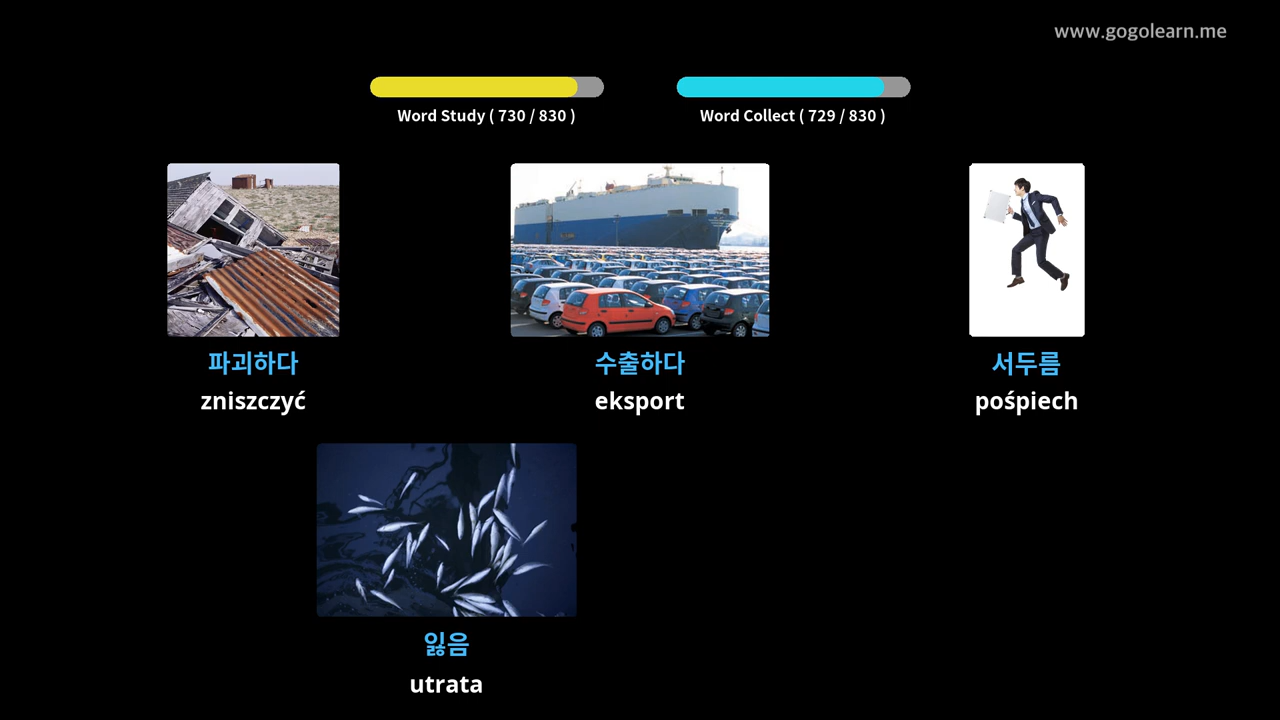 www.gogolearn.me
Word Study ( 730 / 830 )
Word Collect ( 729 / 830 )
파괴하다
zniszczyć
수출하다
eksport
서두름
pośpiech
잃음
utrata